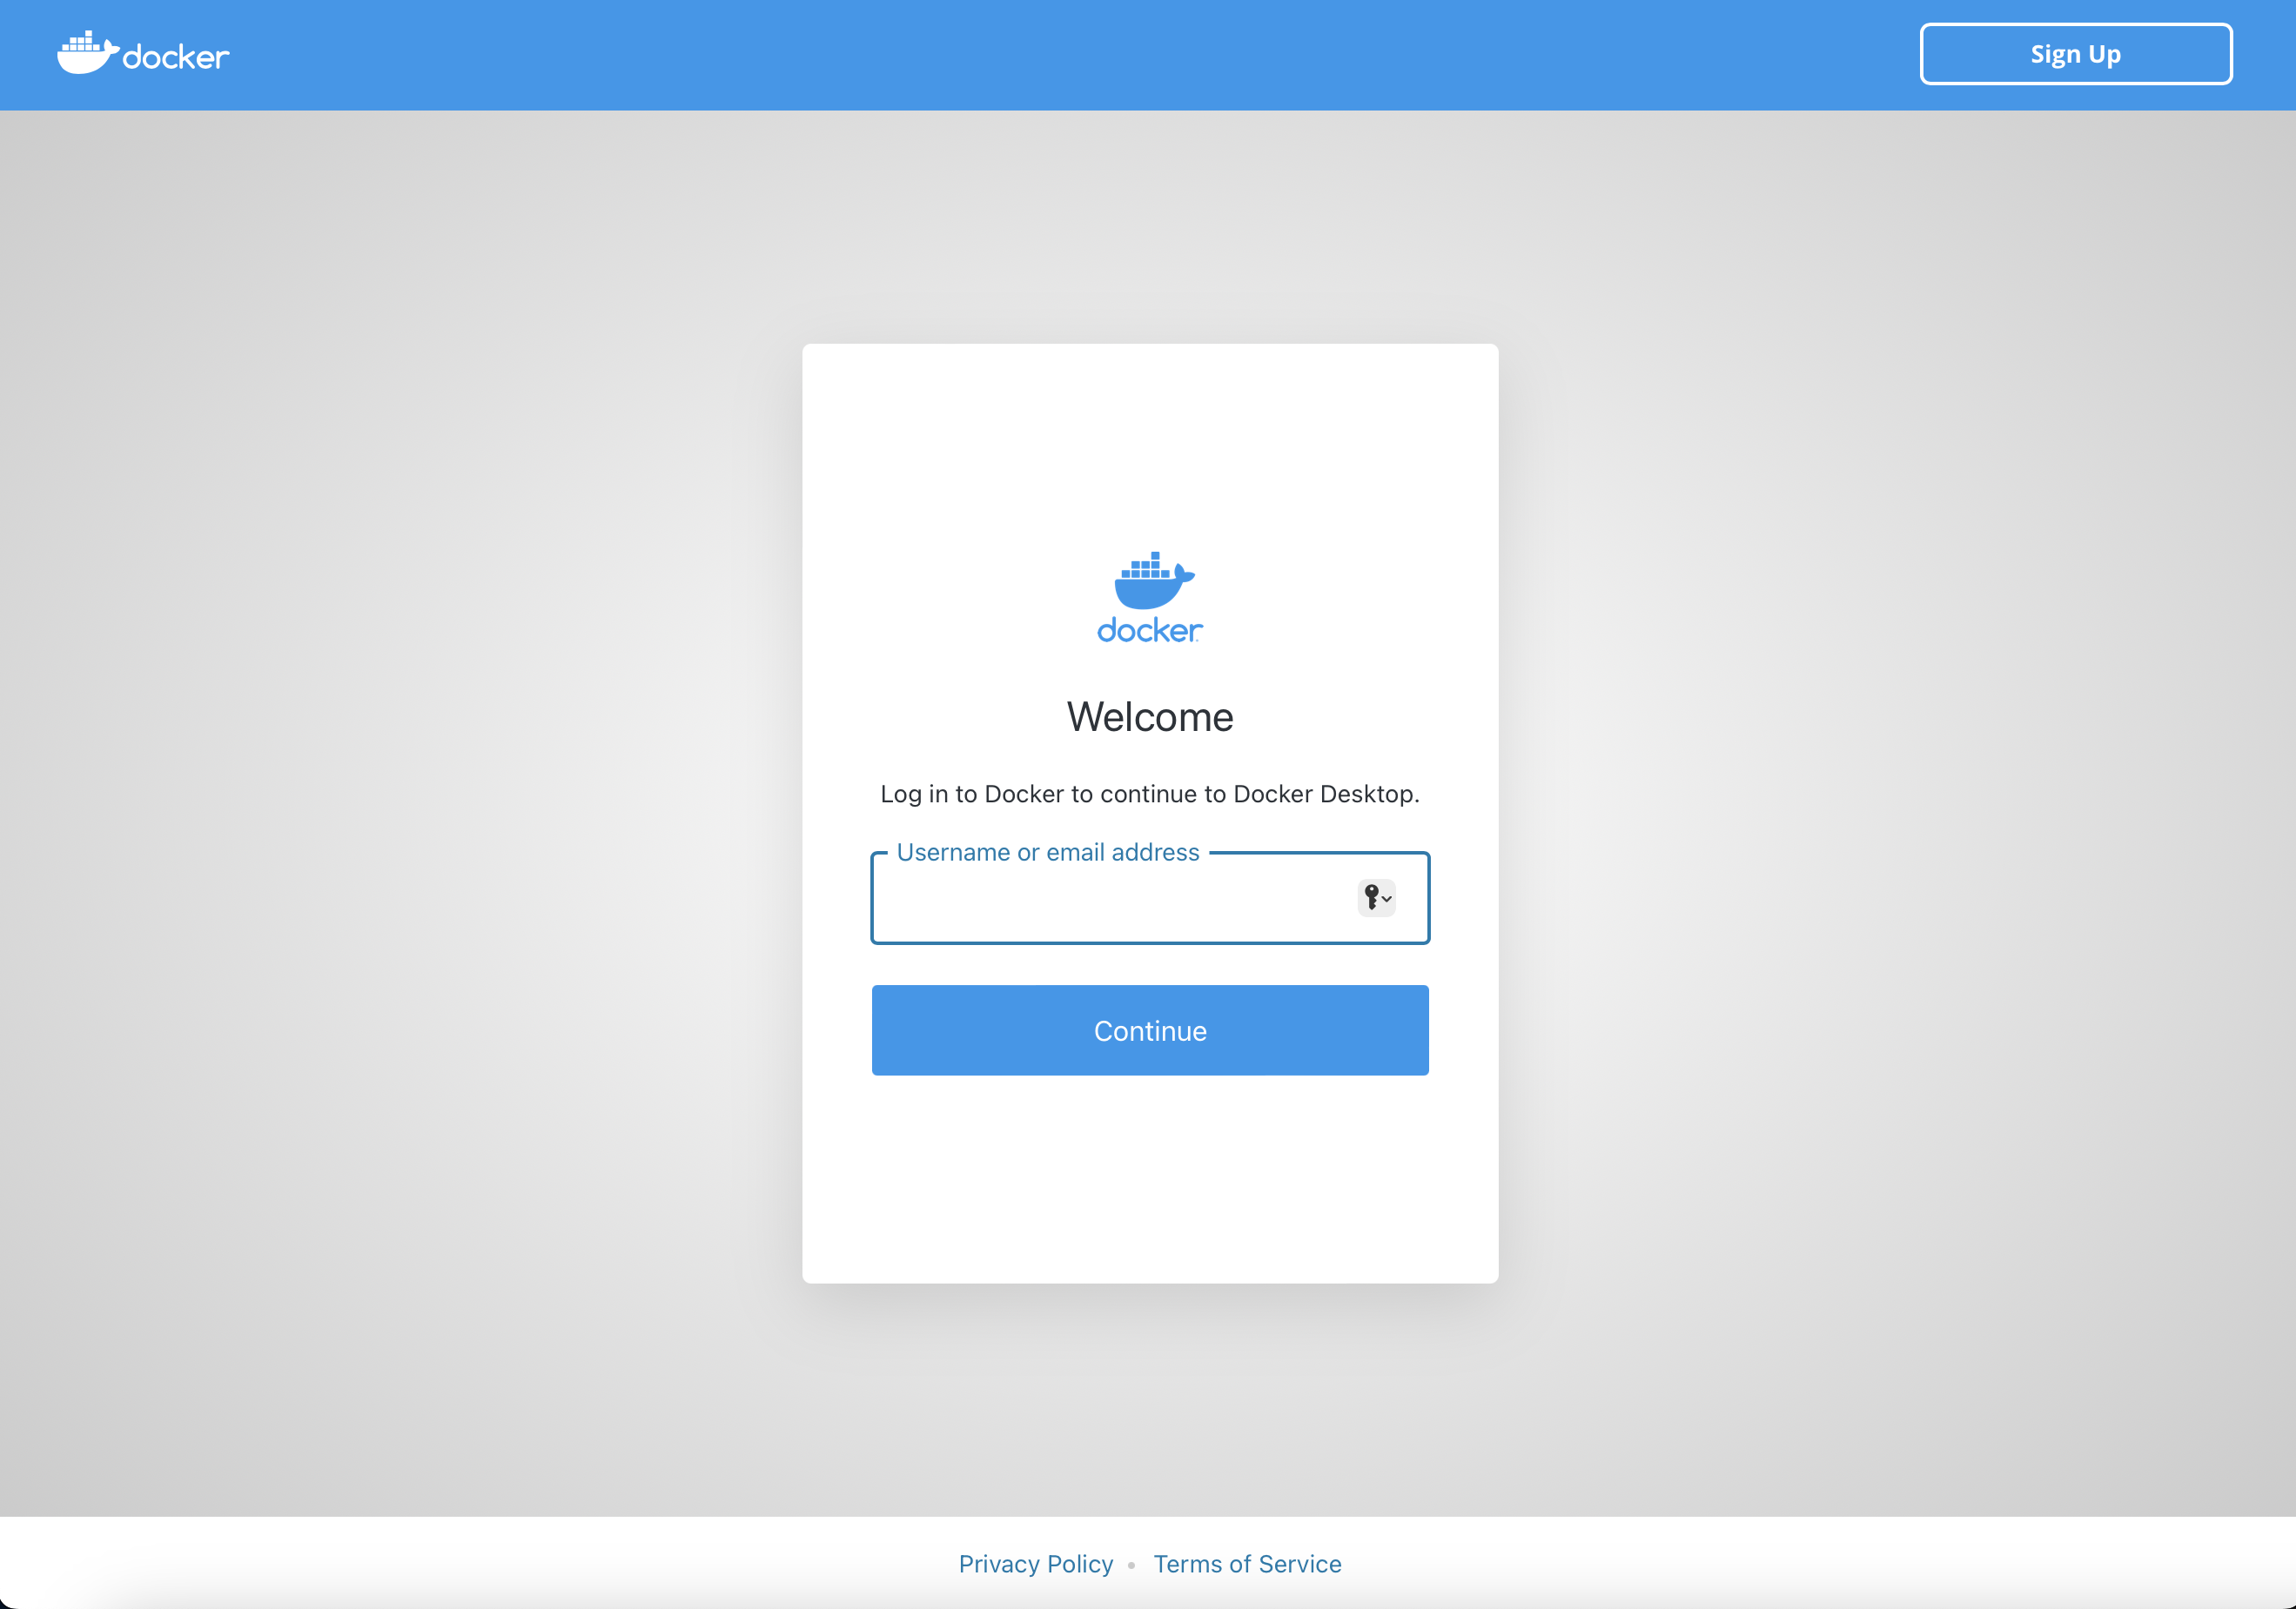 docker
Sign Up
docker
Welcome
Log in to Docker to continue to Docker Desktop.
Username or email address
Continue
Privacy Policy • Terms of Service